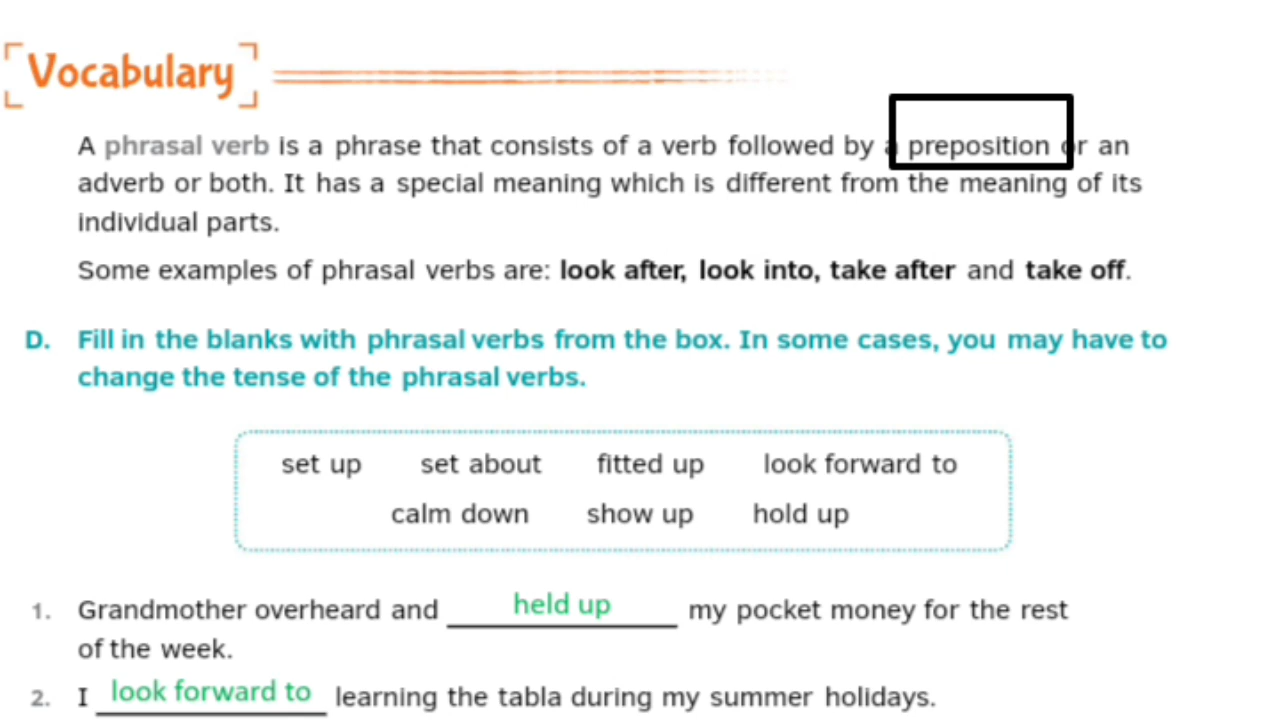 Vocabulary
A phrasal verb is a phrase that consists of a verb followed by a preposition or an
adverb or both. It has a special meaning which is different from the meaning of its
individual parts.
Some examples of phrasal verbs are: look after, look into, take after and take off.
D. Fill in the blanks with phrasal verbs from the box. In some cases, you may have to
change the tense of the phrasal verbs.
set up set about fitted up look forward to
calm down show up hold up
1. Grandmother overheard and held up my pocket money for the rest
of the week.
2. I look forward to learning the tabla during my summer holidays.